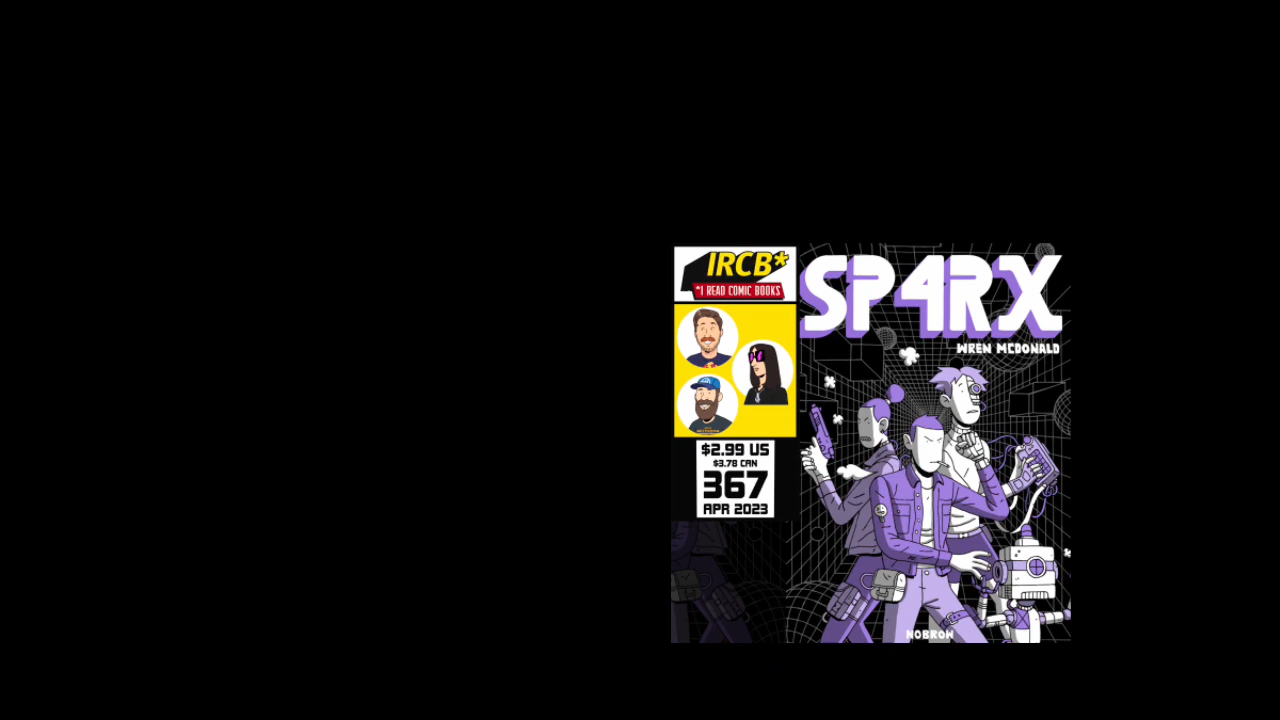 IRCB*
*I READ COMIC BOOKS
$2.99 US
$3.78 CAN
367
APR 2023
SP4RX
WREN MCDONALD
NOBROW